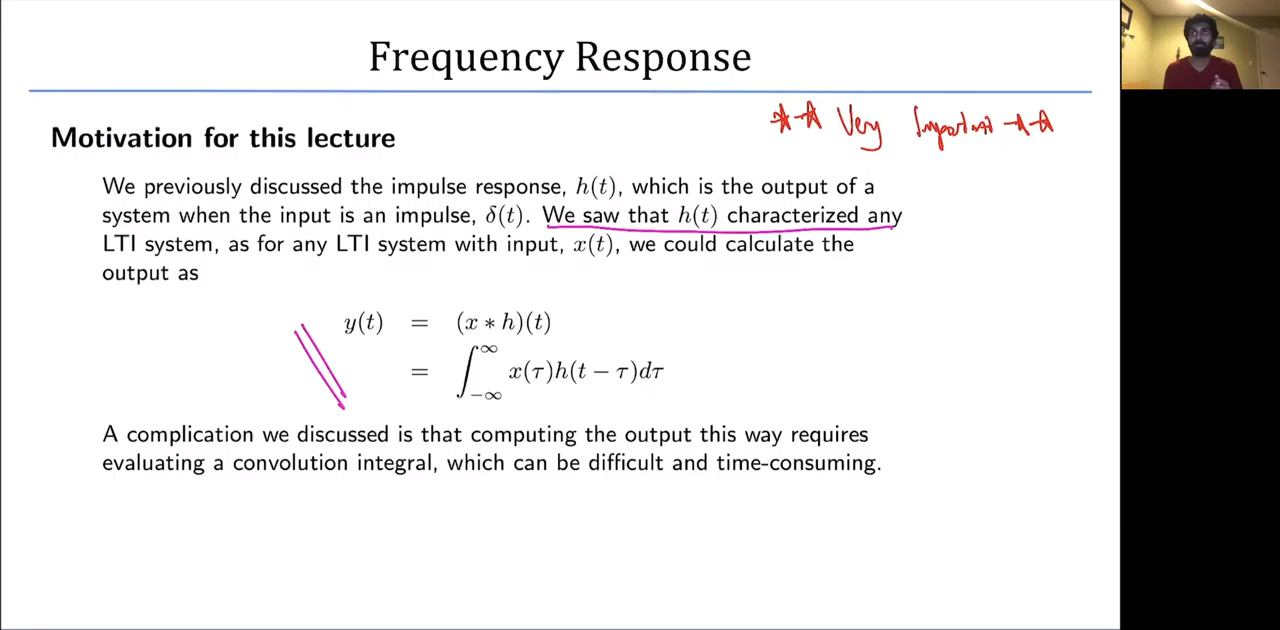 Frequency Response
☆☆ Very Important ☆☆
Motivation for this lecture
We previously discussed the impulse response, h(t), which is the output of a
system when the input is an impulse, δ(t). We saw that h(t) characterized any
LTI system, as for any LTI system with input, x(t), we could calculate the
output as
y(t) = (x ∗ h)(t)
= ∫_{−∞}^{∞} x(τ)h(t − τ)dτ
A complication we discussed is that computing the output this way requires
evaluating a convolution integral, which can be difficult and time-consuming.